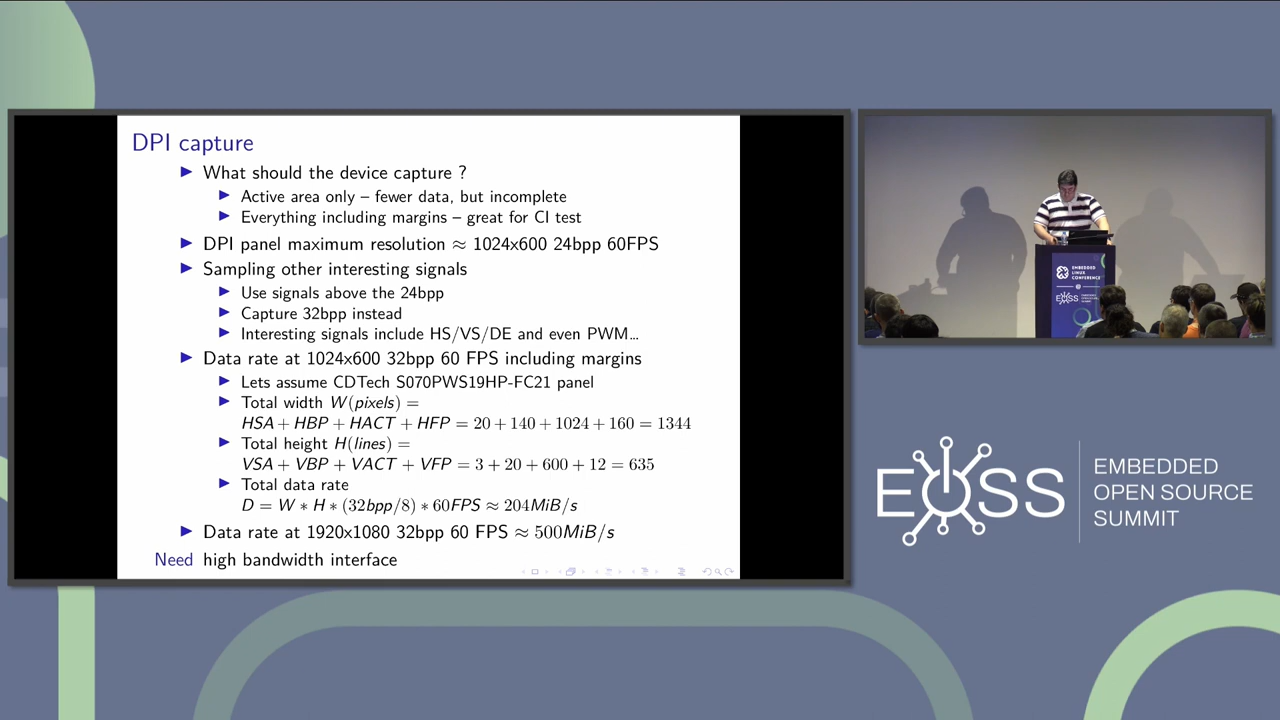 DPI capture
▶ What should the device capture ?
▶ Active area only – fewer data, but incomplete
▶ Everything including margins – great for CI test
▶ DPI panel maximum resolution ≈ 1024x600 24bpp 60FPS
▶ Sampling other interesting signals
▶ Use signals above the 24bpp
▶ Capture 32bpp instead
▶ Interesting signals include HS/VS/DE and even PWM...
▶ Data rate at 1024x600 32bpp 60 FPS including margins
▶ Lets assume CDTech S070PWS19HP-FC21 panel
▶ Total width W(pixels) =
HSA + HBP + HACT + HFP = 20 + 140 + 1024 + 160 = 1344
▶ Total height H(lines) =
VSA + VBP + VACT + VFP = 3 + 20 + 600 + 12 = 635
▶ Total data rate
D = W ∗ H ∗ (32bpp/8) ∗ 60FPS ≈ 204MiB/s
▶ Data rate at 1920x1080 32bpp 60 FPS ≈ 500MiB/s
Need high bandwidth interface
EMBEDDED
LINUX
CONFERENCE
EOSS
EOSS
EMBEDDED
OPEN SOURCE
SUMMIT